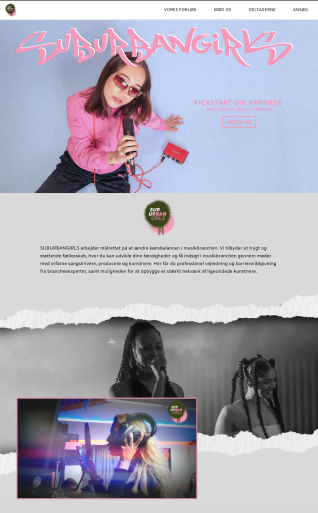 VORES FORLØB MØD OS DELTAGERNE ANSØG
SUBURBANGIRLS
KICKSTART DIN KARRIERE
SUB
URBAN
GIRLS
SUBURBANGIRLS arbejder målrettet på at ændre kønsbalancen i musikbranchen. Vi tilbyder et trygt og
støttende fællesskab, hvor du kan udvikle dine færdigheder og få indsigt i musikbranchen gennem møder
med erfarne sangskrivere, producere og kunstnere. Her får du professionel vejledning og karriererådgivning
fra brancheeksperter, samt muligheden for at opbygge et stærkt netværk af ligesindede kunstnere.
SUB
URBAN
GIRLS